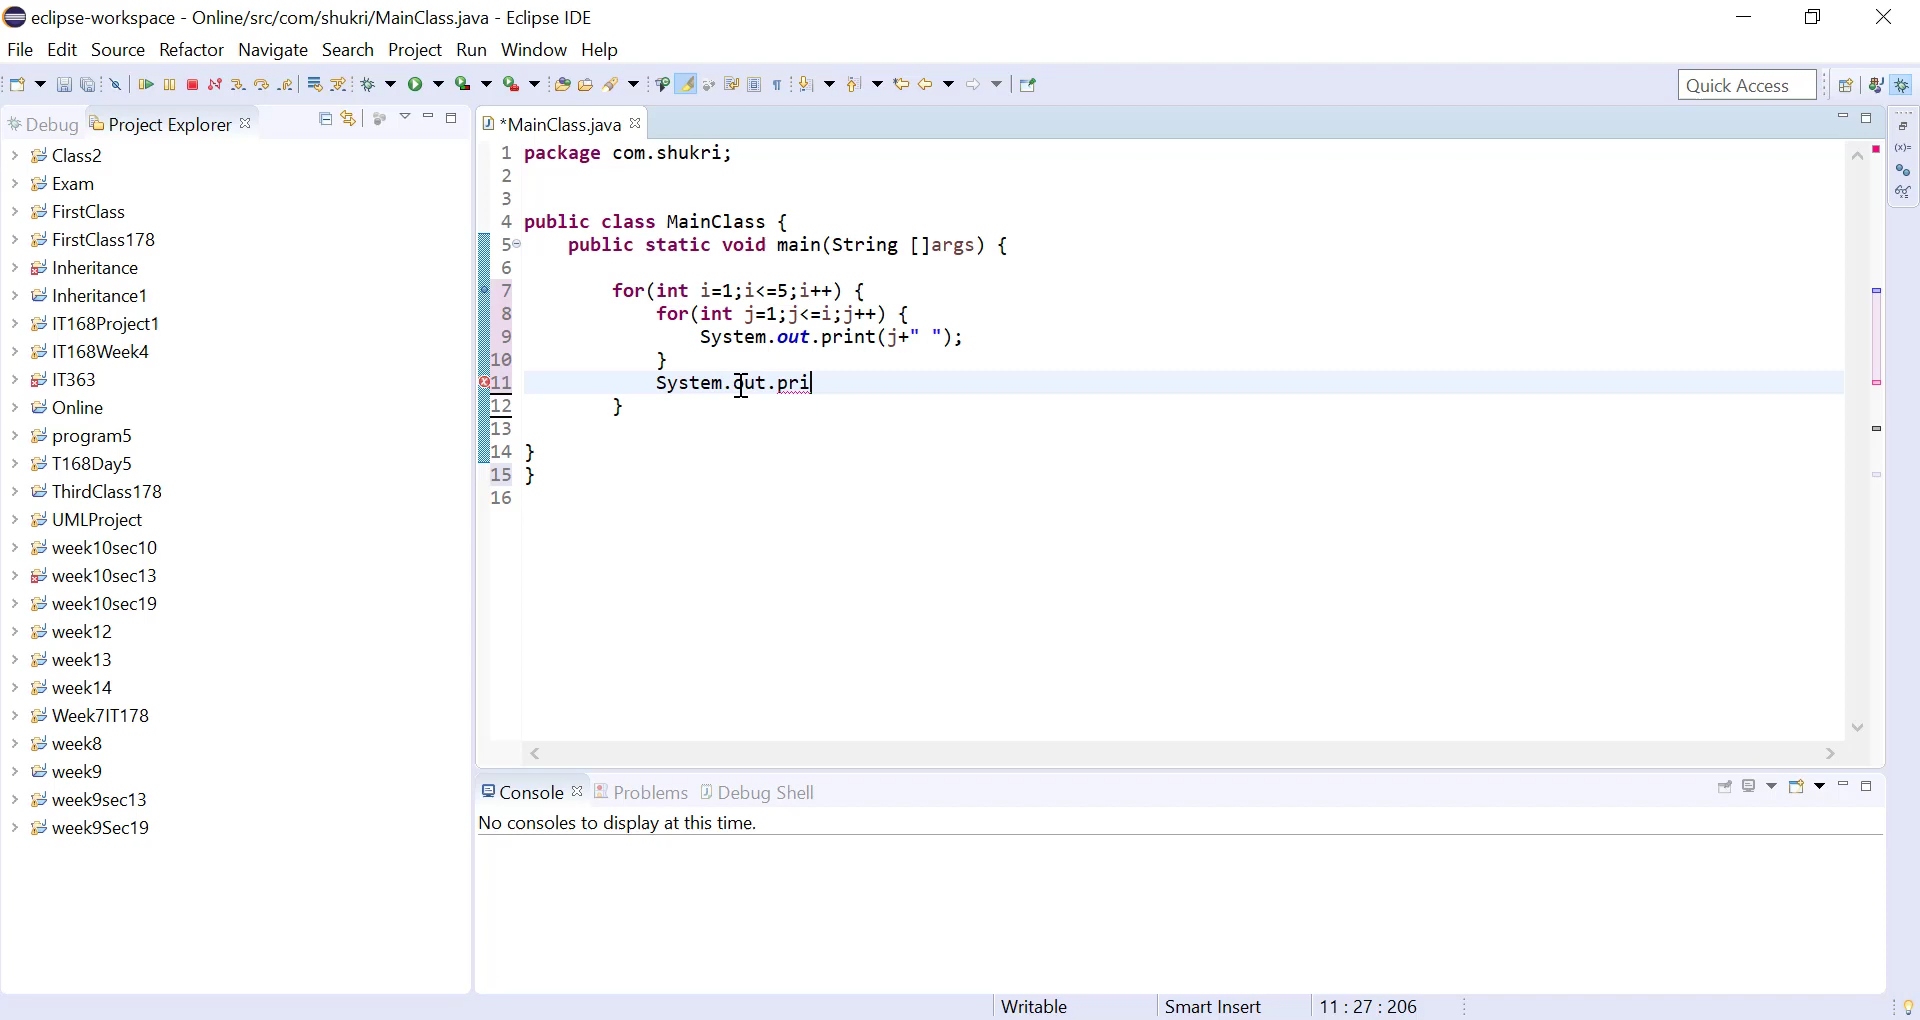 eclipse-workspace - Online/src/com/shukri/MainClass.java - Eclipse IDE
File Edit Source Refactor Navigate Search Project Run Window Help
Quick Access
Debug Project Explorer
Class2
Exam
FirstClass
FirstClass178
Inheritance
Inheritance1
IT168Project1
IT168Week4
IT363
Online
program5
T168Day5
ThirdClass178
UMLProject
week10sec10
week10sec13
week10sec19
week12
week13
week14
Week7IT178
week8
week9
week9sec13
week9Sec19
*MainClass.java
1 package com.shukri;
2
3
4 public class MainClass {
5 public static void main(String []args) {
6
7 for(int i=1;i<=5;i++) {
8 for(int j=1;j<=i;j++) {
9 System.out.print(j+" ");
10 }
11 System.out.pri
12 }
13
14 }
15 }
16
Console Problems Debug Shell
No consoles to display at this time.
Writable Smart Insert 11 : 27 : 206